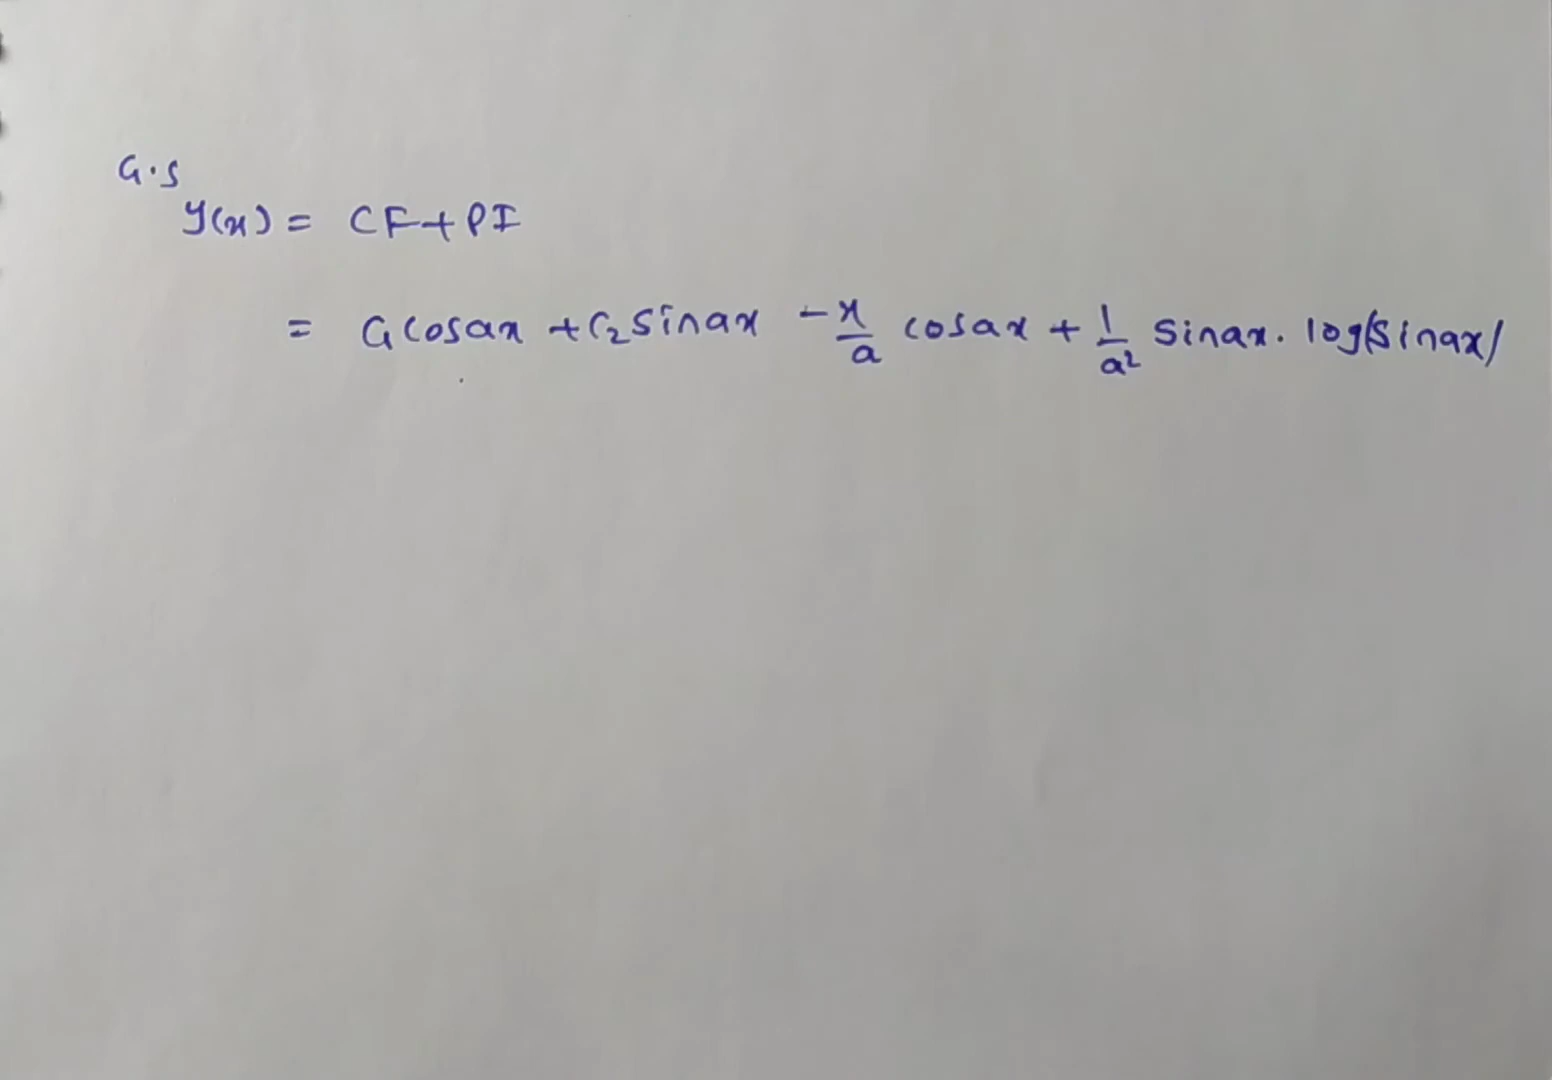 G.S
y(x) = CF+PI
= C₁cosax + C₂sinax - x/a cosax + 1/a² sinax. log|sinax|